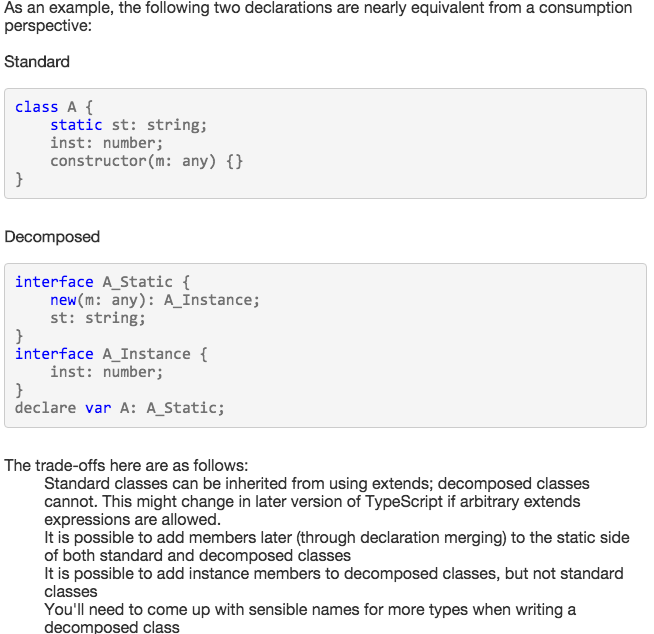 As an example, the following two declarations are nearly equivalent from a consumption
perspective:
Standard
class A {
    static st: string;
    inst: number;
    constructor(m: any) {}
}
Decomposed
interface A_Static {
    new(m: any): A_Instance;
    st: string;
}
interface A_Instance {
    inst: number;
}
declare var A: A_Static;
The trade-offs here are as follows:
Standard classes can be inherited from using extends; decomposed classes
cannot. This might change in later version of TypeScript if arbitrary extends
expressions are allowed.
It is possible to add members later (through declaration merging) to the static side
of both standard and decomposed classes
It is possible to add instance members to decomposed classes, but not standard
classes
You'll need to come up with sensible names for more types when writing a
decomposed class